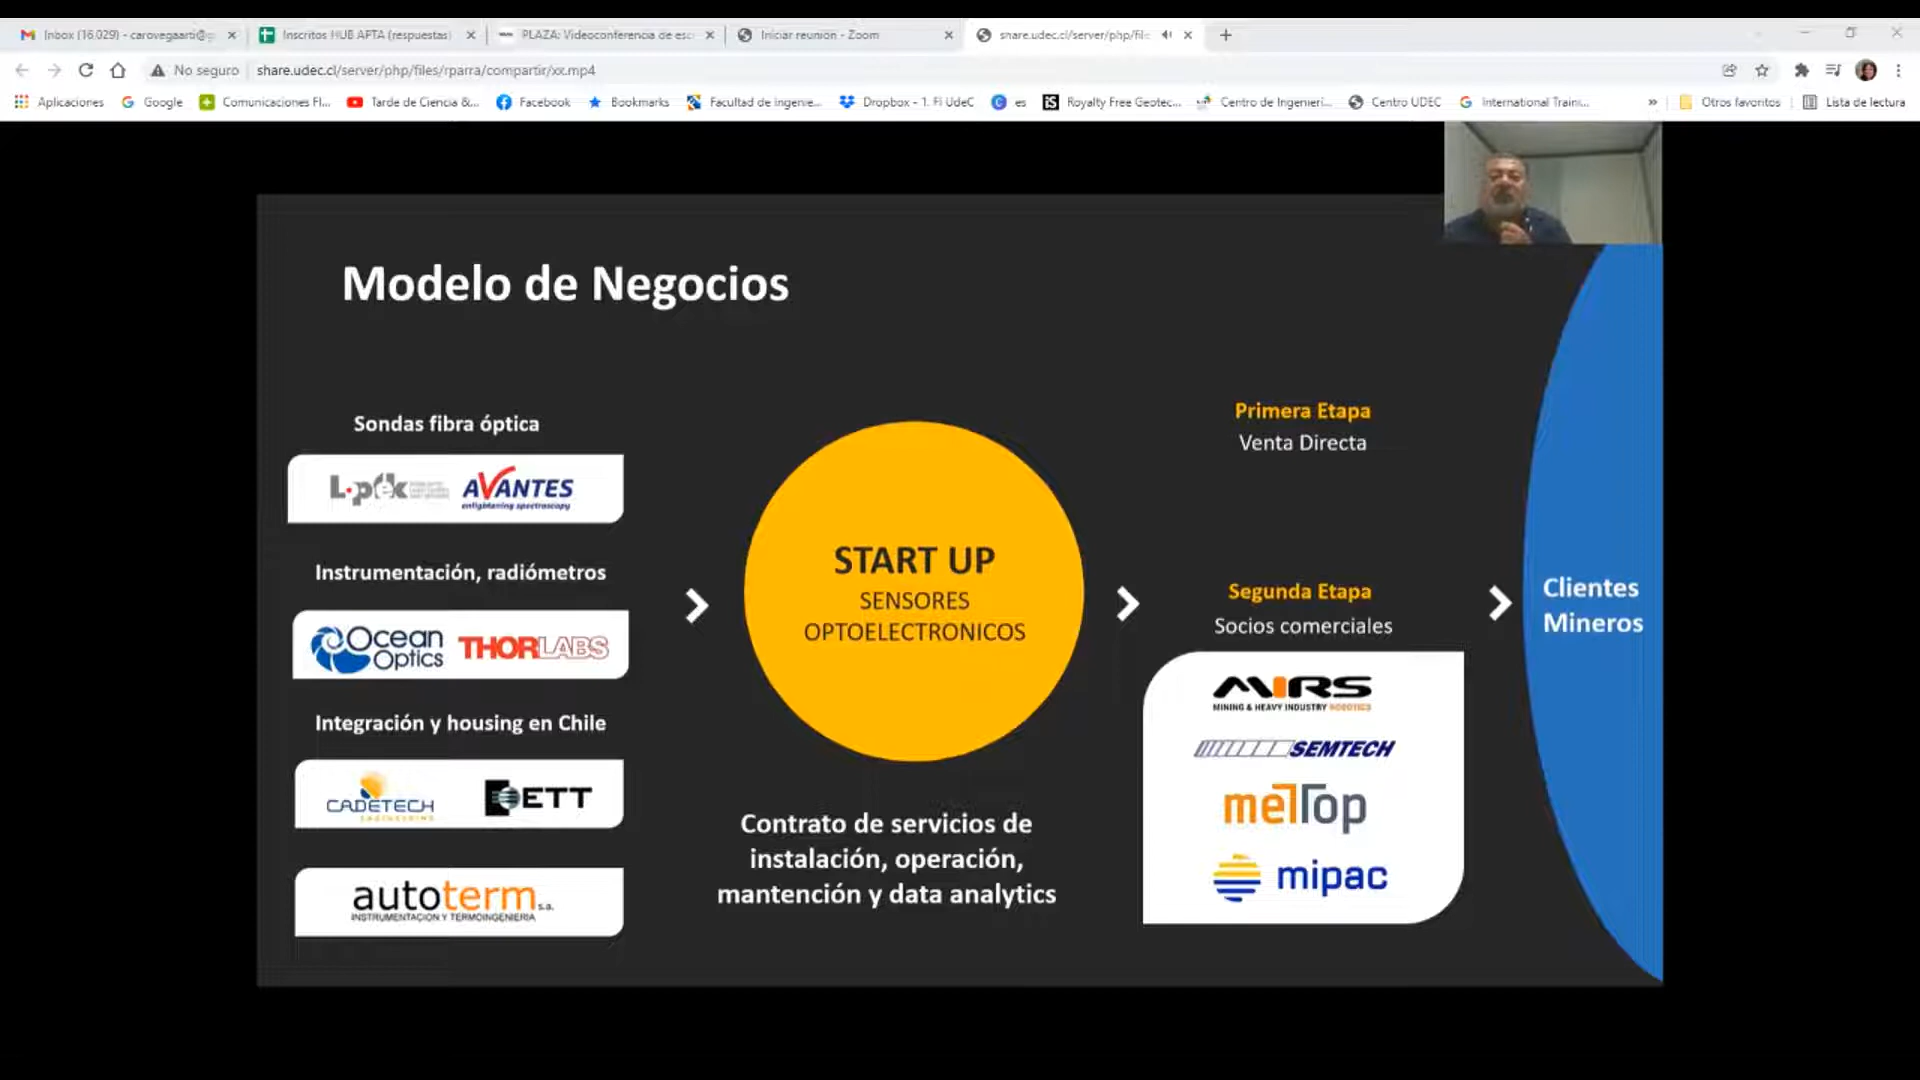 Inbox (16.029) - carovegaarti@g
Inscritos HUB APTA (respuestas)
PLAZA: Videoconferencia de esc
Iniciar reunión - Zoom
share.udec.cl/server/php/file
No seguro
share.udec.cl/server/php/files/rparra/compartir/xx.mp4
Aplicaciones
Google
Comunicaciones FI...
Tarde de Ciencia &...
Facebook
Bookmarks
Facultad de Ingenie...
Dropbox - 1. FI UdeC
es
Royalty Free Geotec...
Centro de Ingenierí...
Centro UDEC
International Traini...
»
Otros favoritos
Lista de lectura
Modelo de Negocios
Sondas fibra óptica
AVANTES
enlightening spectroscopy
Instrumentación, radiómetros
Ocean
Optics
THORLABS
Integración y housing en Chile
CADETECH
ENGINEERING
ETT
autoterm s.a.
INSTRUMENTACION Y TERMOINGENIERIA
START UP
SENSORES
OPTOELECTRONICOS
Contrato de servicios de
instalación, operación,
mantención y data analytics
Primera Etapa
Venta Directa
Segunda Etapa
Socios comerciales
MIRS
MINING & HEAVY INDUSTRY ROBOTICS
SEMTECH
meTTop
mipac
Clientes
Mineros